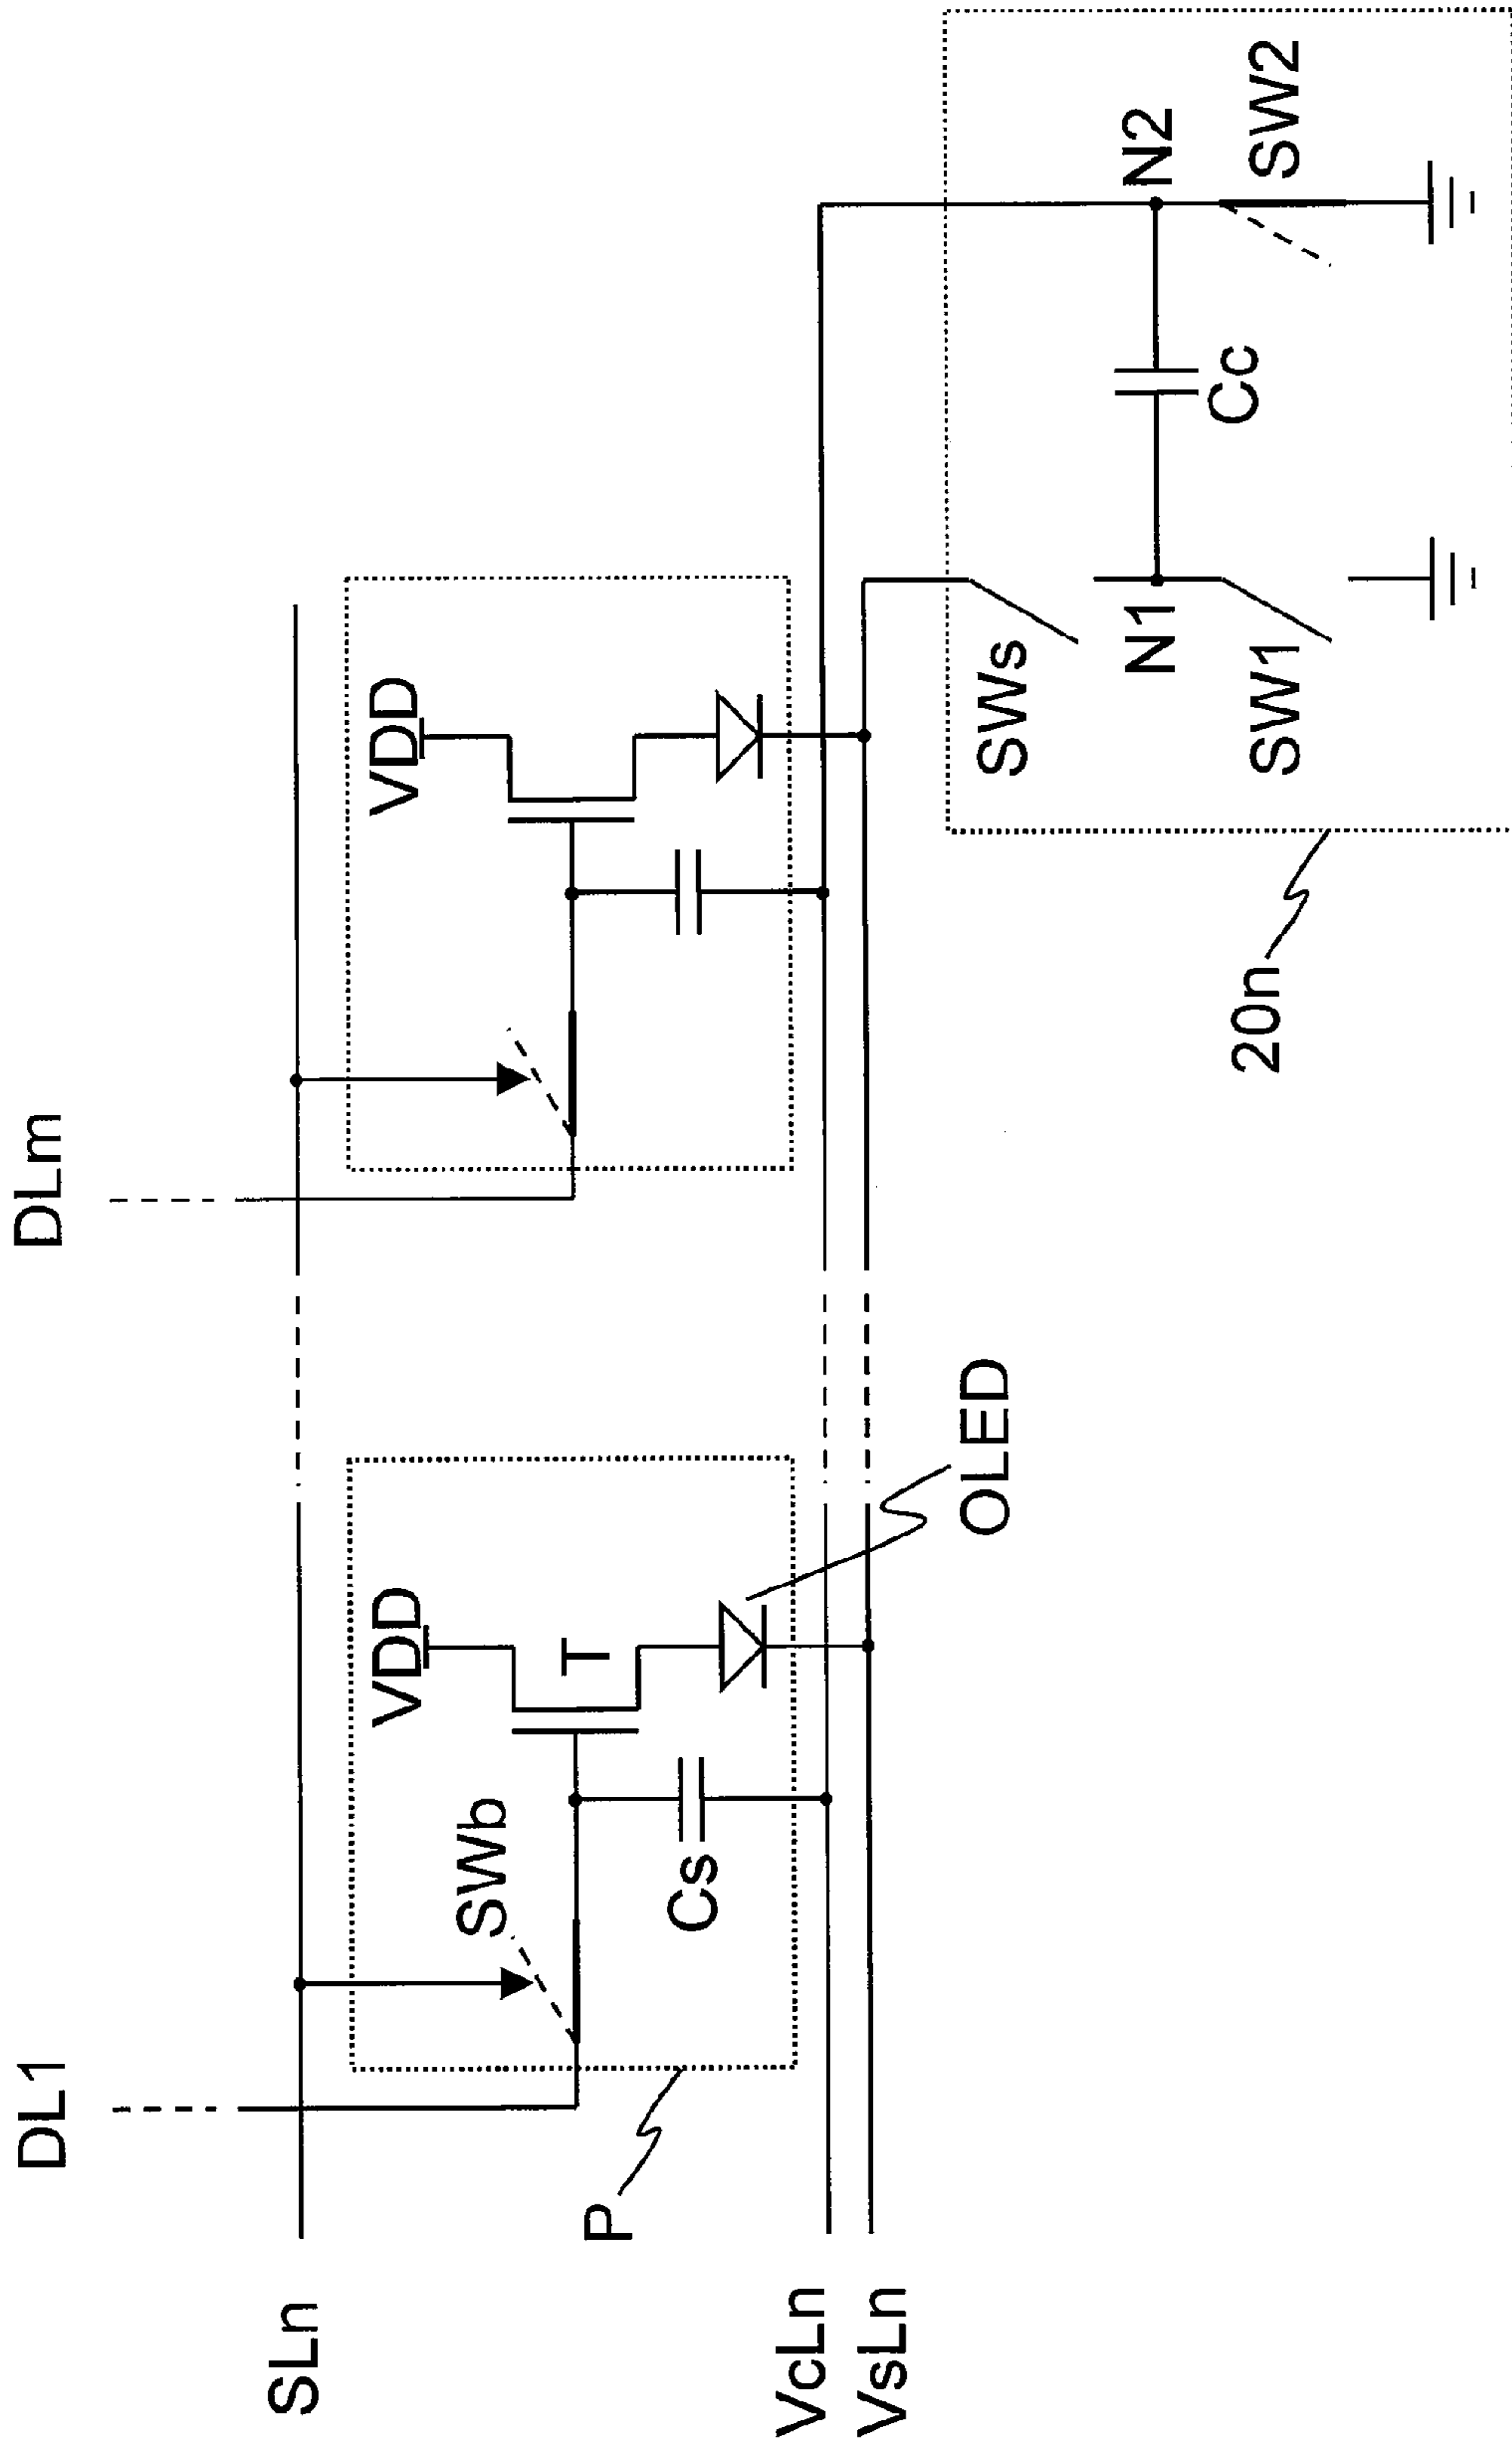 DL1
DLm
SLn
VDD
VDD
SWb
T
Cs
P
VcLn
VsLn
OLED
SWs
N1
N2
Cc
SW1
SW2
20n